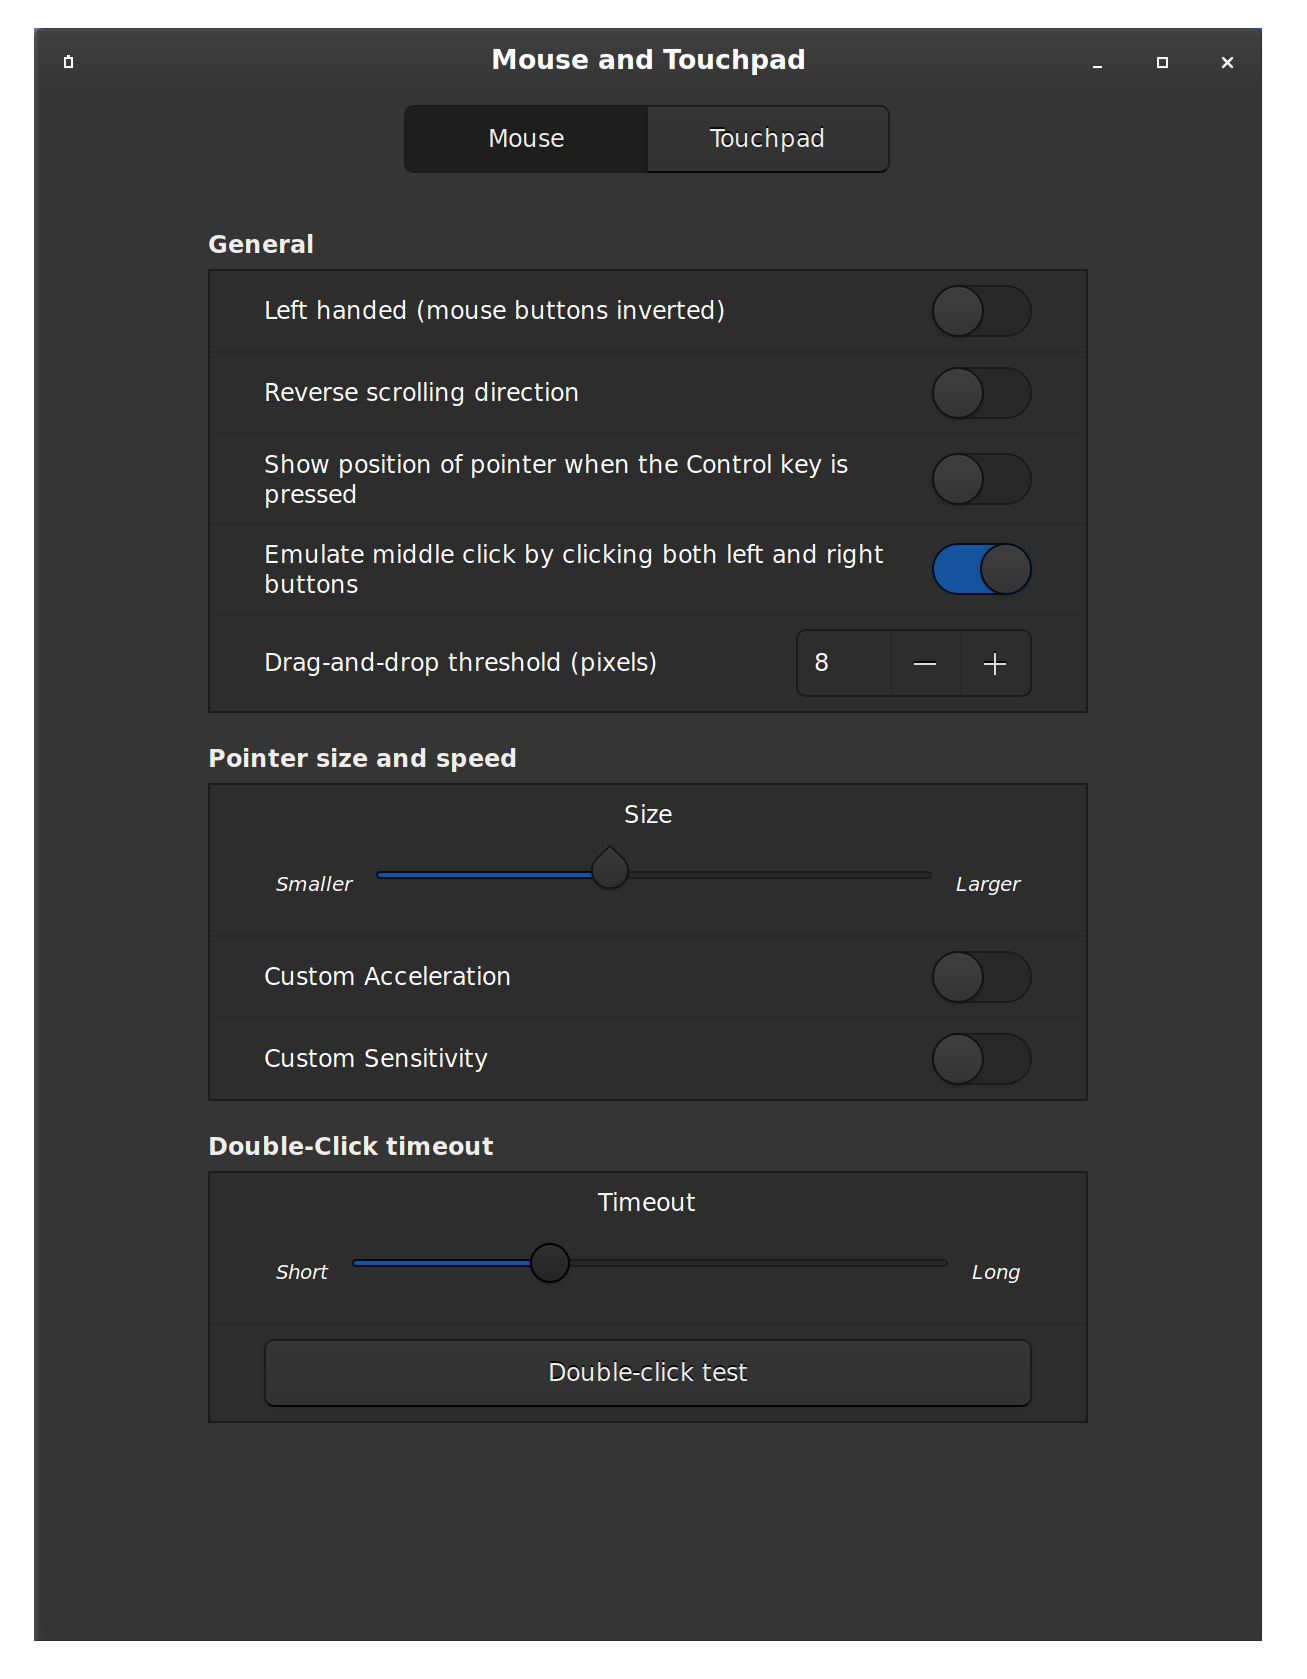 Mouse and Touchpad
Mouse
Touchpad
General
Left handed (mouse buttons inverted)
Reverse scrolling direction
Show position of pointer when the Control key is
pressed
Emulate middle click by clicking both left and right
buttons
Drag-and-drop threshold (pixels)
8
Pointer size and speed
Size
Smaller
Larger
Custom Acceleration
Custom Sensitivity
Double-Click timeout
Timeout
Short
Long
Double-click test